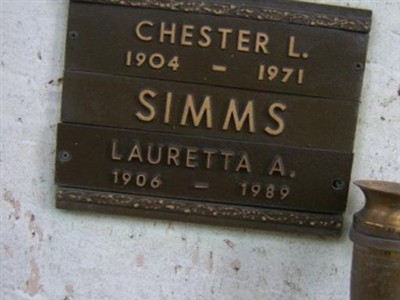 CHESTER L.
1904 – 1971
SIMMS
LAURETTA A.
1906 – 1989